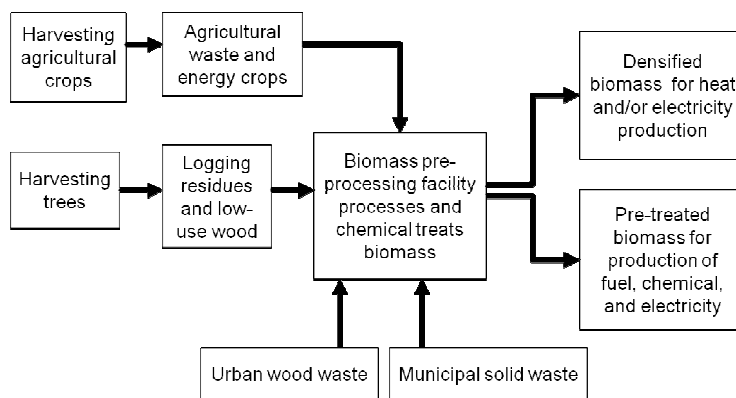 Harvesting
agricultural
crops
Agricultural
waste and
energy crops
Densified
biomass for heat
and/or electricity
production
Harvesting
trees
Logging
residues
and low-
use wood
Biomass pre-
processing facility
processes and
chemical treats
biomass
Pre-treated
biomass for
production of
fuel, chemical,
and electricity
Urban wood waste
Municipal solid waste